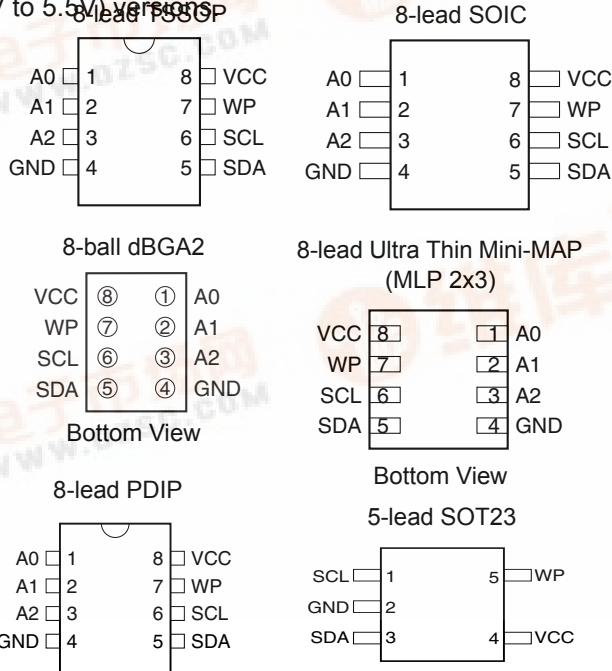 V to 5.5V) versions.
8-lead TSSOP
A0 1 8 VCC
A1 2 7 WP
A2 3 6 SCL
GND 4 5 SDA
8-lead SOIC
A0 1 8 VCC
A1 2 7 WP
A2 3 6 SCL
GND 4 5 SDA
8-ball dBGA2
VCC 8 1 A0
WP 7 2 A1
SCL 6 3 A2
SDA 5 4 GND
Bottom View
8-lead Ultra Thin Mini-MAP
(MLP 2x3)
VCC 8 1 A0
WP 7 2 A1
SCL 6 3 A2
SDA 5 4 GND
Bottom View
8-lead PDIP
A0 1 8 VCC
A1 2 7 WP
A2 3 6 SCL
GND 4 5 SDA
5-lead SOT23
SCL 1 5 WP
GND 2
SDA 3 4 VCC